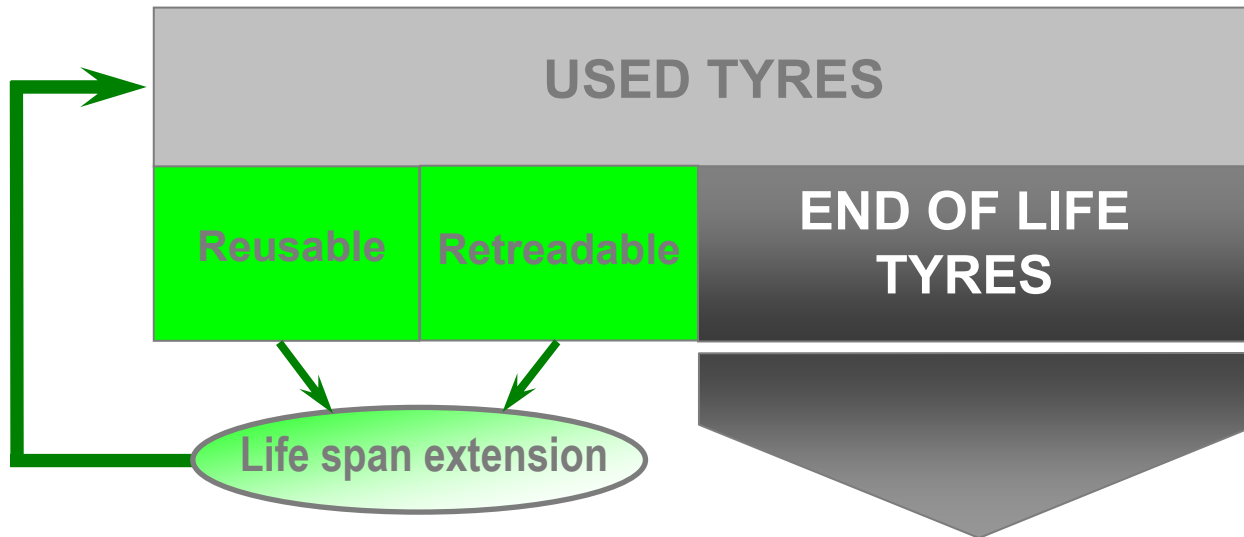 USED TYRES
Reusable
Retreadable
END OF LIFE
TYRES
Life span extension